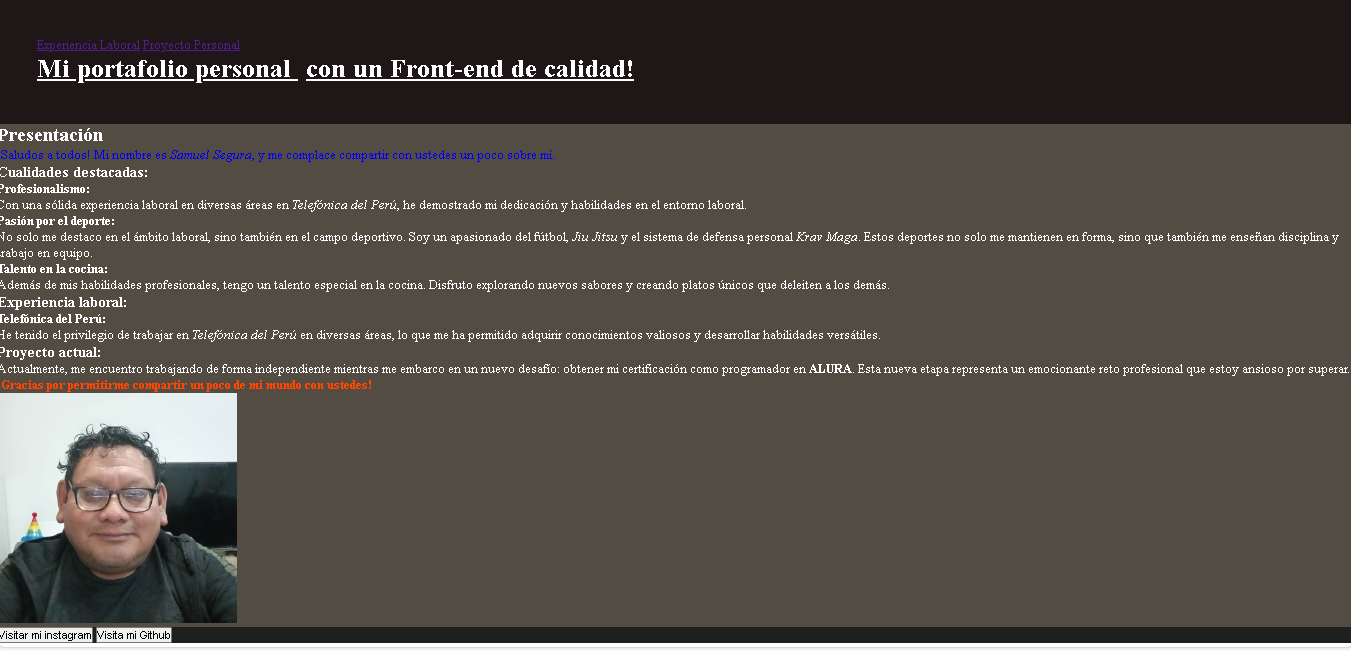 Experiencia Laboral Proyecto Personal
Mi portafolio personal con un Front-end de calidad!
Presentación
¡Saludos a todos! Mi nombre es Samuel Segura, y me complace compartir con ustedes un poco sobre mí.
Cualidades destacadas:
Profesionalismo:
Con una sólida experiencia laboral en diversas áreas en Telefónica del Perú, he demostrado mi dedicación y habilidades en el entorno laboral.
Pasión por el deporte:
No solo me destaco en el ámbito laboral, sino también en el campo deportivo. Soy un apasionado del fútbol, Jiu Jitsu y el sistema de defensa personal Krav Maga. Estos deportes no solo me mantienen en forma, sino que también me enseñan disciplina y
trabajo en equipo.
Talento en la cocina:
Además de mis habilidades profesionales, tengo un talento especial en la cocina. Disfruto explorando nuevos sabores y creando platos únicos que deleiten a los demás.
Experiencia laboral:
Telefónica del Perú:
He tenido el privilegio de trabajar en Telefónica del Perú en diversas áreas, lo que me ha permitido adquirir conocimientos valiosos y desarrollar habilidades versátiles.
Proyecto actual:
Actualmente, me encuentro trabajando de forma independiente mientras me embarco en un nuevo desafío: obtener mi certificación como programador en ALURA. Esta nueva etapa representa un emocionante reto profesional que estoy ansioso por superar.
¡Gracias por permitirme compartir un poco de mi mundo con ustedes!
Visitar mi instagram Visita mi Github